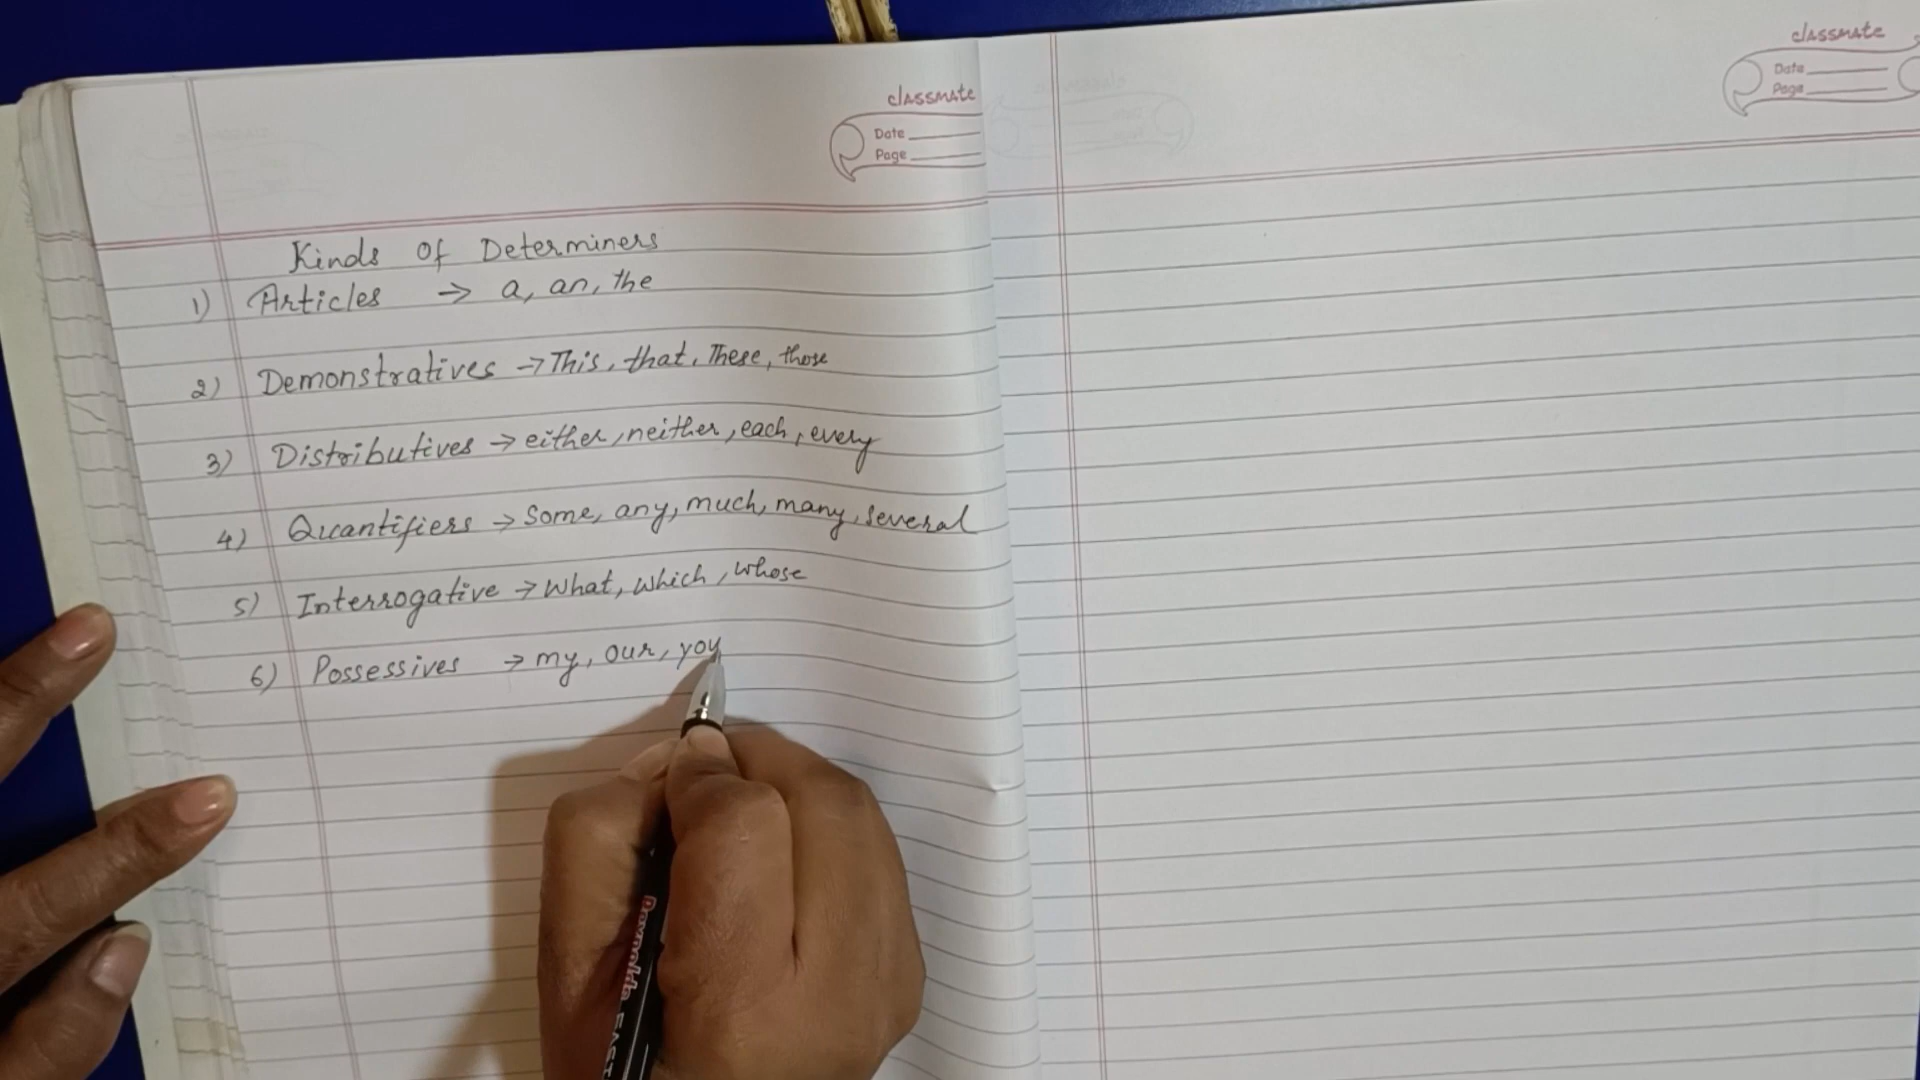 classmate
Date
Page
classmate
Date
Page
Kinds of Determiners
1) Articles → a, an, the
2) Demonstratives → This, that, These, those
3) Distributives → either, neither, each, every
4) Quantifiers → Some, any, much, many, several
5) Interrogative → What, which, whose
6) Possessives → my, our, you
Reynolds